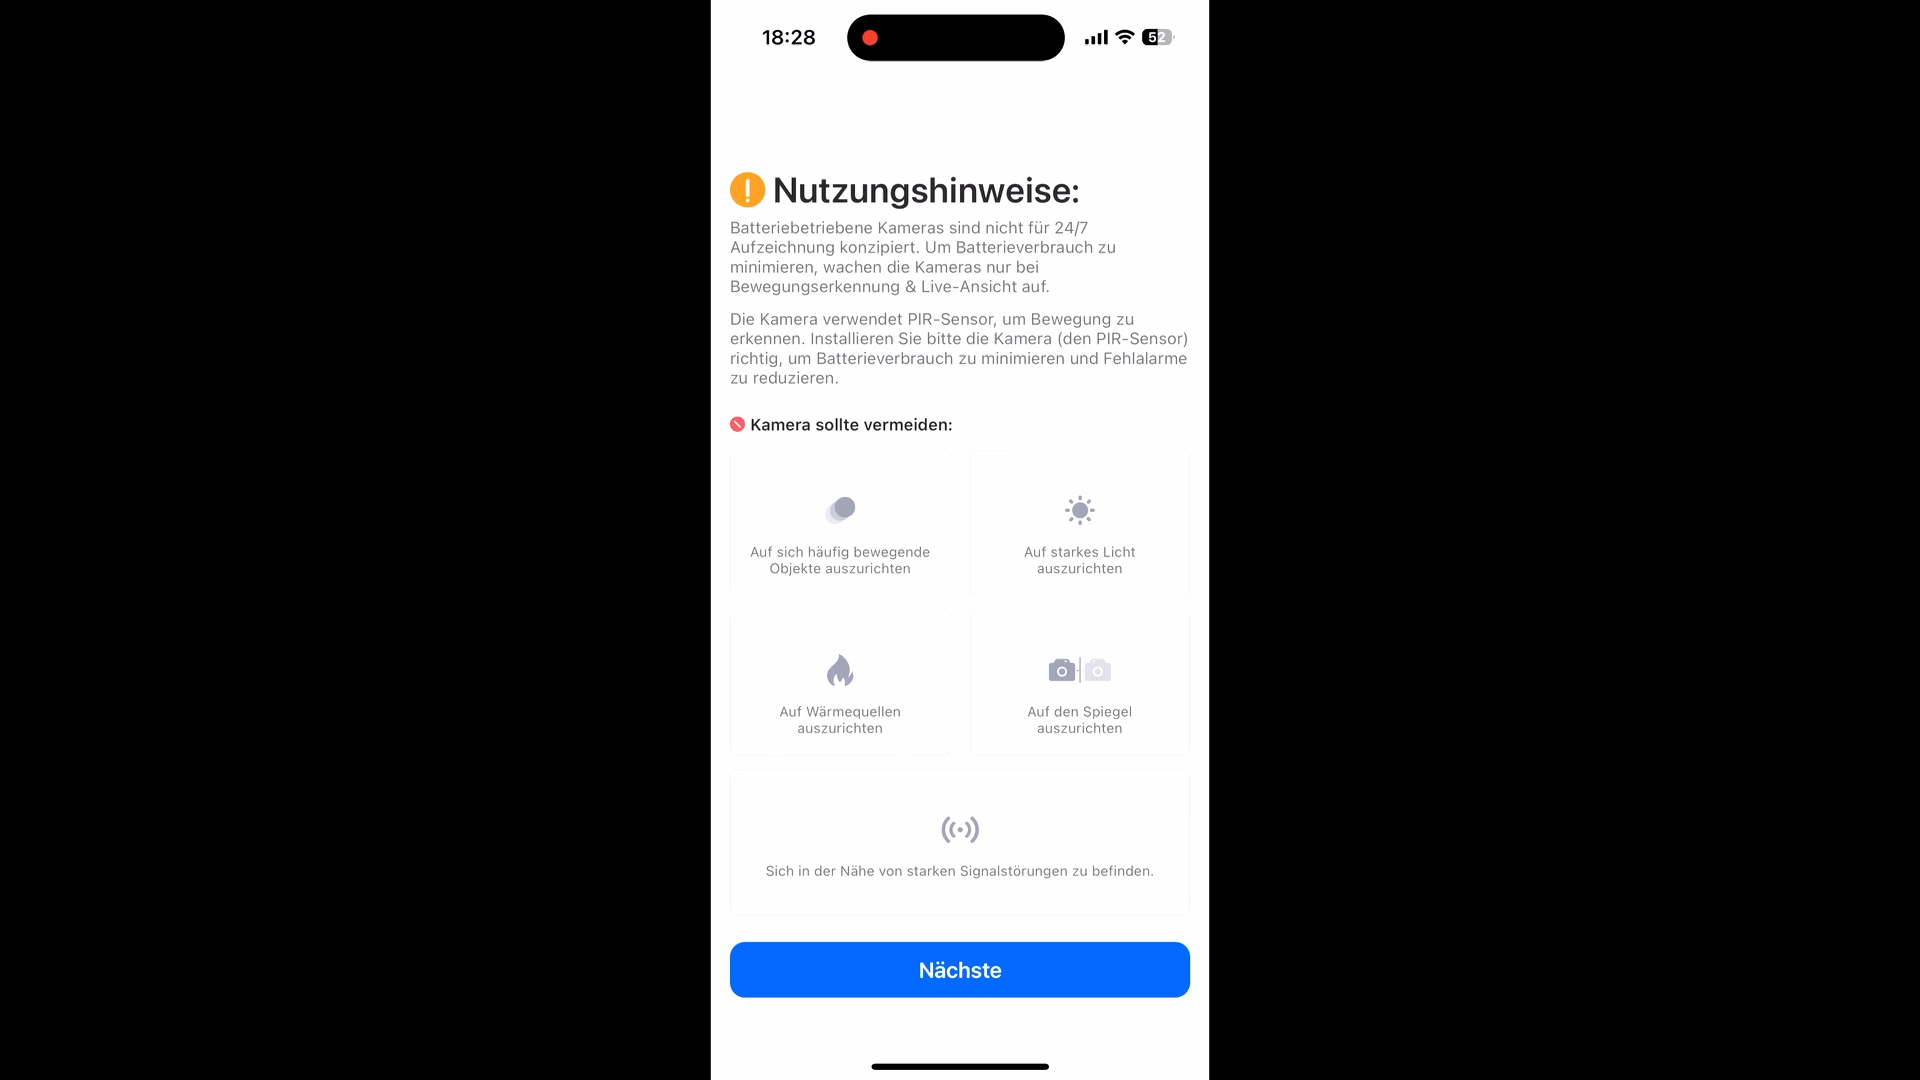 18:28
52
Nutzungshinweise:
Batteriebetriebene Kameras sind nicht für 24/7
Aufzeichnung konzipiert. Um Batterieverbrauch zu
minimieren, wachen die Kameras nur bei
Bewegungserkennung & Live-Ansicht auf.
Die Kamera verwendet PIR-Sensor, um Bewegung zu
erkennen. Installieren Sie bitte die Kamera (den PIR-Sensor)
richtig, um Batterieverbrauch zu minimieren und Fehlalarme
zu reduzieren.
Kamera sollte vermeiden:
Auf sich häufig bewegende
Objekte auszurichten
Auf starkes Licht
auszurichten
Auf Wärmequellen
auszurichten
Auf den Spiegel
auszurichten
Sich in der Nähe von starken Signalstörungen zu befinden.
Nächste